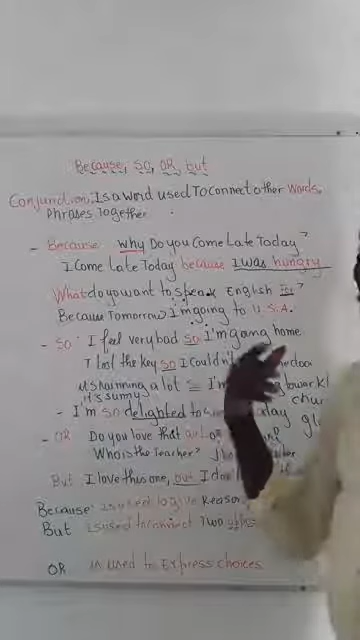 Because, SO, OR, but
Conjunction: Is a Word used To Connect other Words,
Phrases Together
- Because: why Do you Come Late Today?
I Come Late Today because I was hungry
What do you want to speak English for?
Because Tomorrow I'm going to U.S.A.
- SO: I feel very bad so I'm going home
I lost the key so I Couldn't
a lot so I'm
it's sunny
- I'm so delighted to
- OR Do you love that
Who is the Teacher?
But I love this one, but I don
Because: Is used to give Reason
But is used to connect Two
OR is used to Express choices